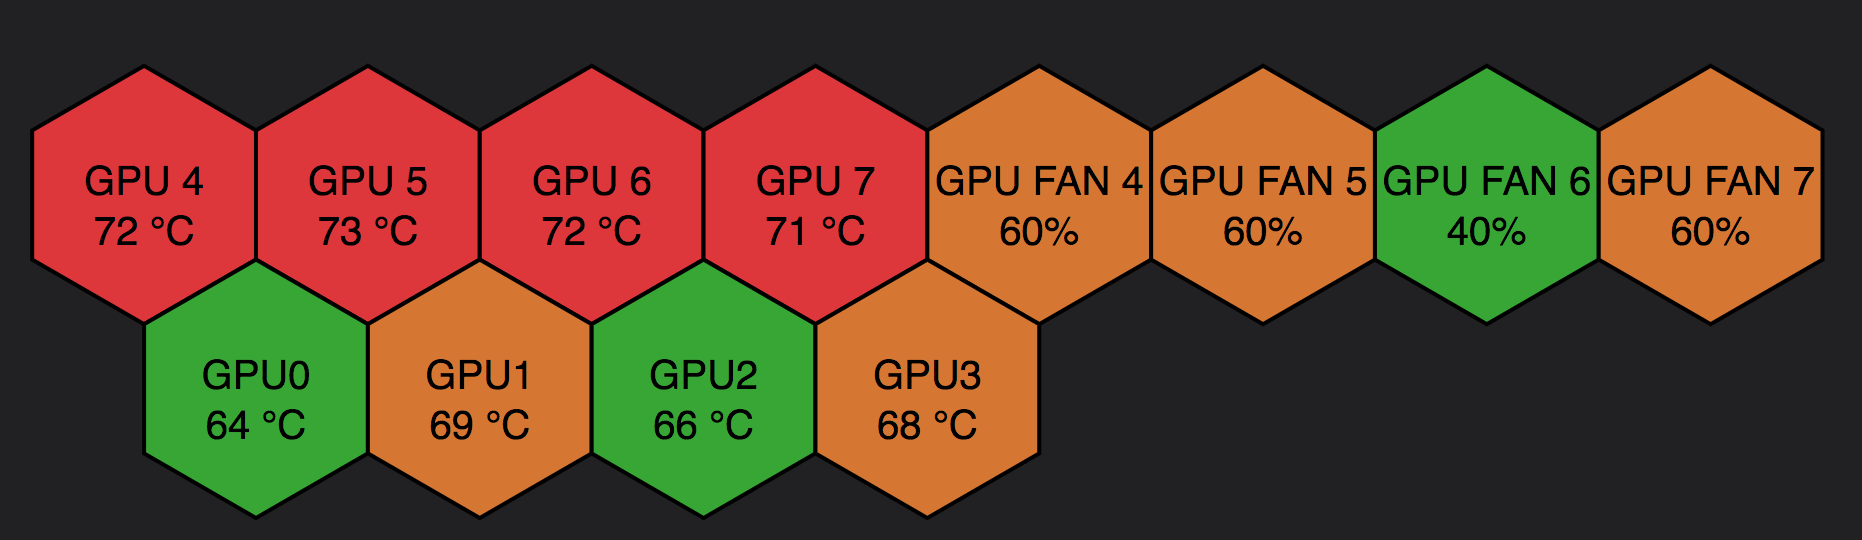 GPU 4
72 °C
GPU 5
73 °C
GPU 6
72 °C
GPU 7
71 °C
GPU FAN 4
60%
GPU FAN 5
60%
GPU FAN 6
40%
GPU FAN 7
60%
GPU0
64 °C
GPU1
69 °C
GPU2
66 °C
GPU3
68 °C